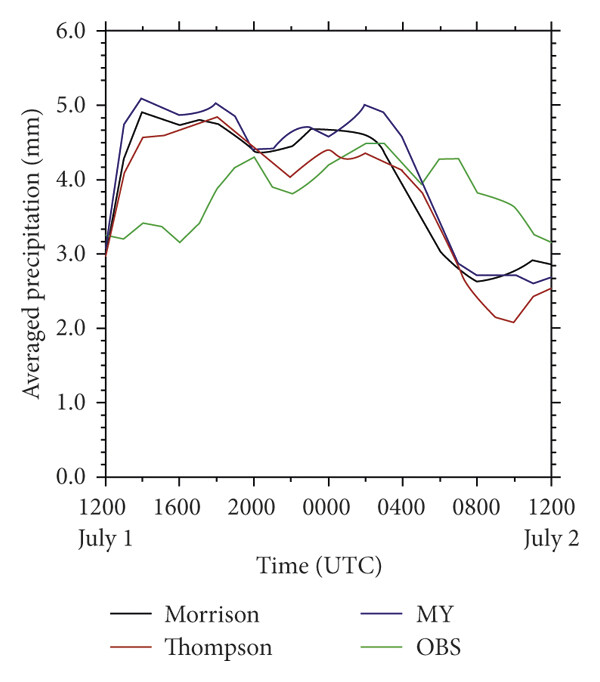 6.0
5.0
4.0
3.0
2.0
1.0
0.0
Averaged precipitation (mm)
1200 1600 2000 0000 0400 0800 1200
July 1 July 2
Time (UTC)
Morrison MY
Thompson OBS